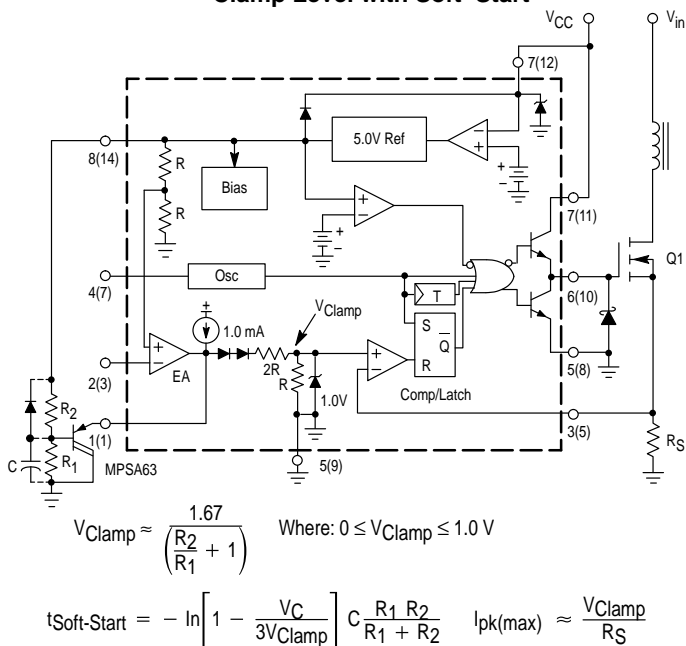 Clamp Level with Soft-Start
VCC
Vin
7(12)
5.0V Ref
8(14)
R
Bias
R
7(11)
Q1
Osc
4(7)
T
6(10)
VClamp
1.0 mA
S
Q
R
2R
R
1.0V
EA
Comp/Latch
5(8)
2(3)
R2
1(1)
3(5)
C
R1
MPSA63
5(9)
RS
VClamp ≈ 1.67 / (R2/R1 + 1) Where: 0 ≤ VClamp ≤ 1.0 V
tSoft-Start = − ln[1 − VC/3VClamp] C R1 R2/R1 + R2 Ipk(max) ≈ VClamp/RS